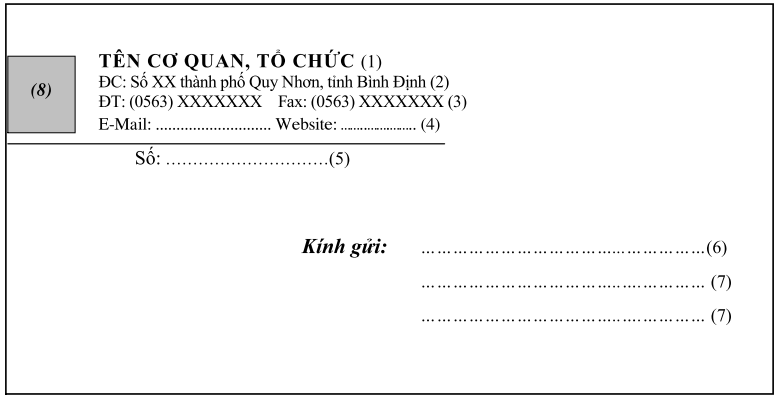 (8)
TÊN CƠ QUAN, TỔ CHỨC (1)
ĐC: Số XX thành phố Quy Nhơn, tỉnh Bình Định (2)
ĐT: (0563) XXXXXXX Fax: (0563) XXXXXXX (3)
E-Mail: ............................ Website: ....................... (4)
Số: ..............................(5)
Kính gửi: .....................................................(6)
..................................................... (7)
..................................................... (7)